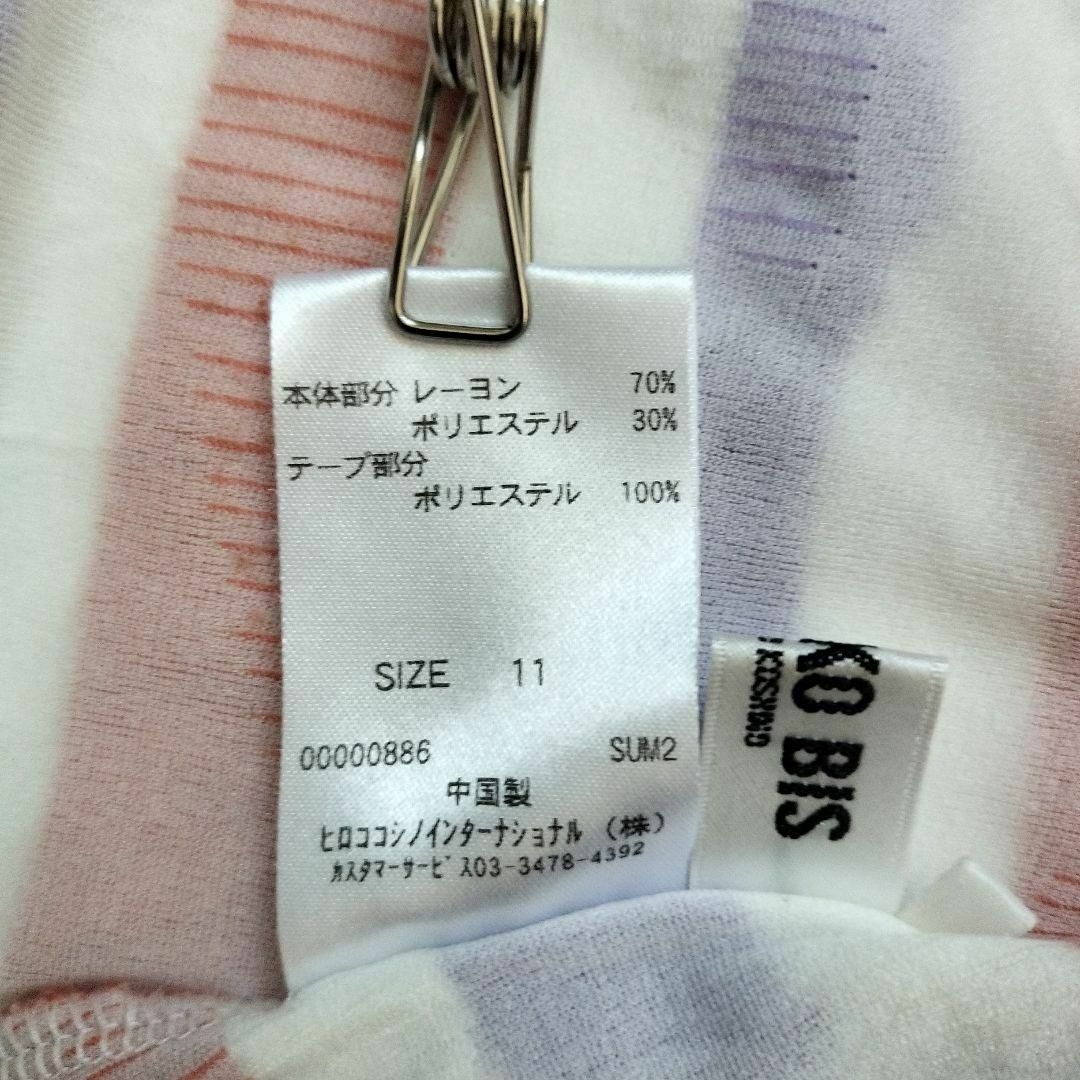 本体部分 レーヨン 70%
ポリエステル 30%
テープ部分
ポリエステル 100%
SIZE 11
00000886 SUM2
中国製
ヒロココシノインターナショナル（株）
カスタマーサービス03-3478-4392
KO BIS
KOSHINO